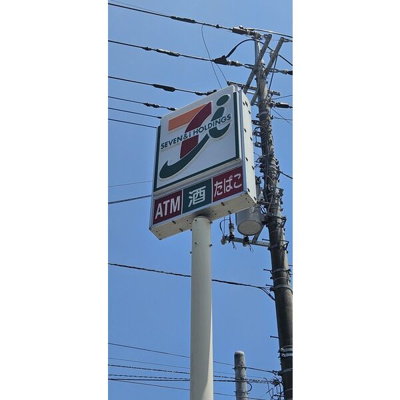 SEVEN&i HOLDINGS
ATM 酒 たばこ